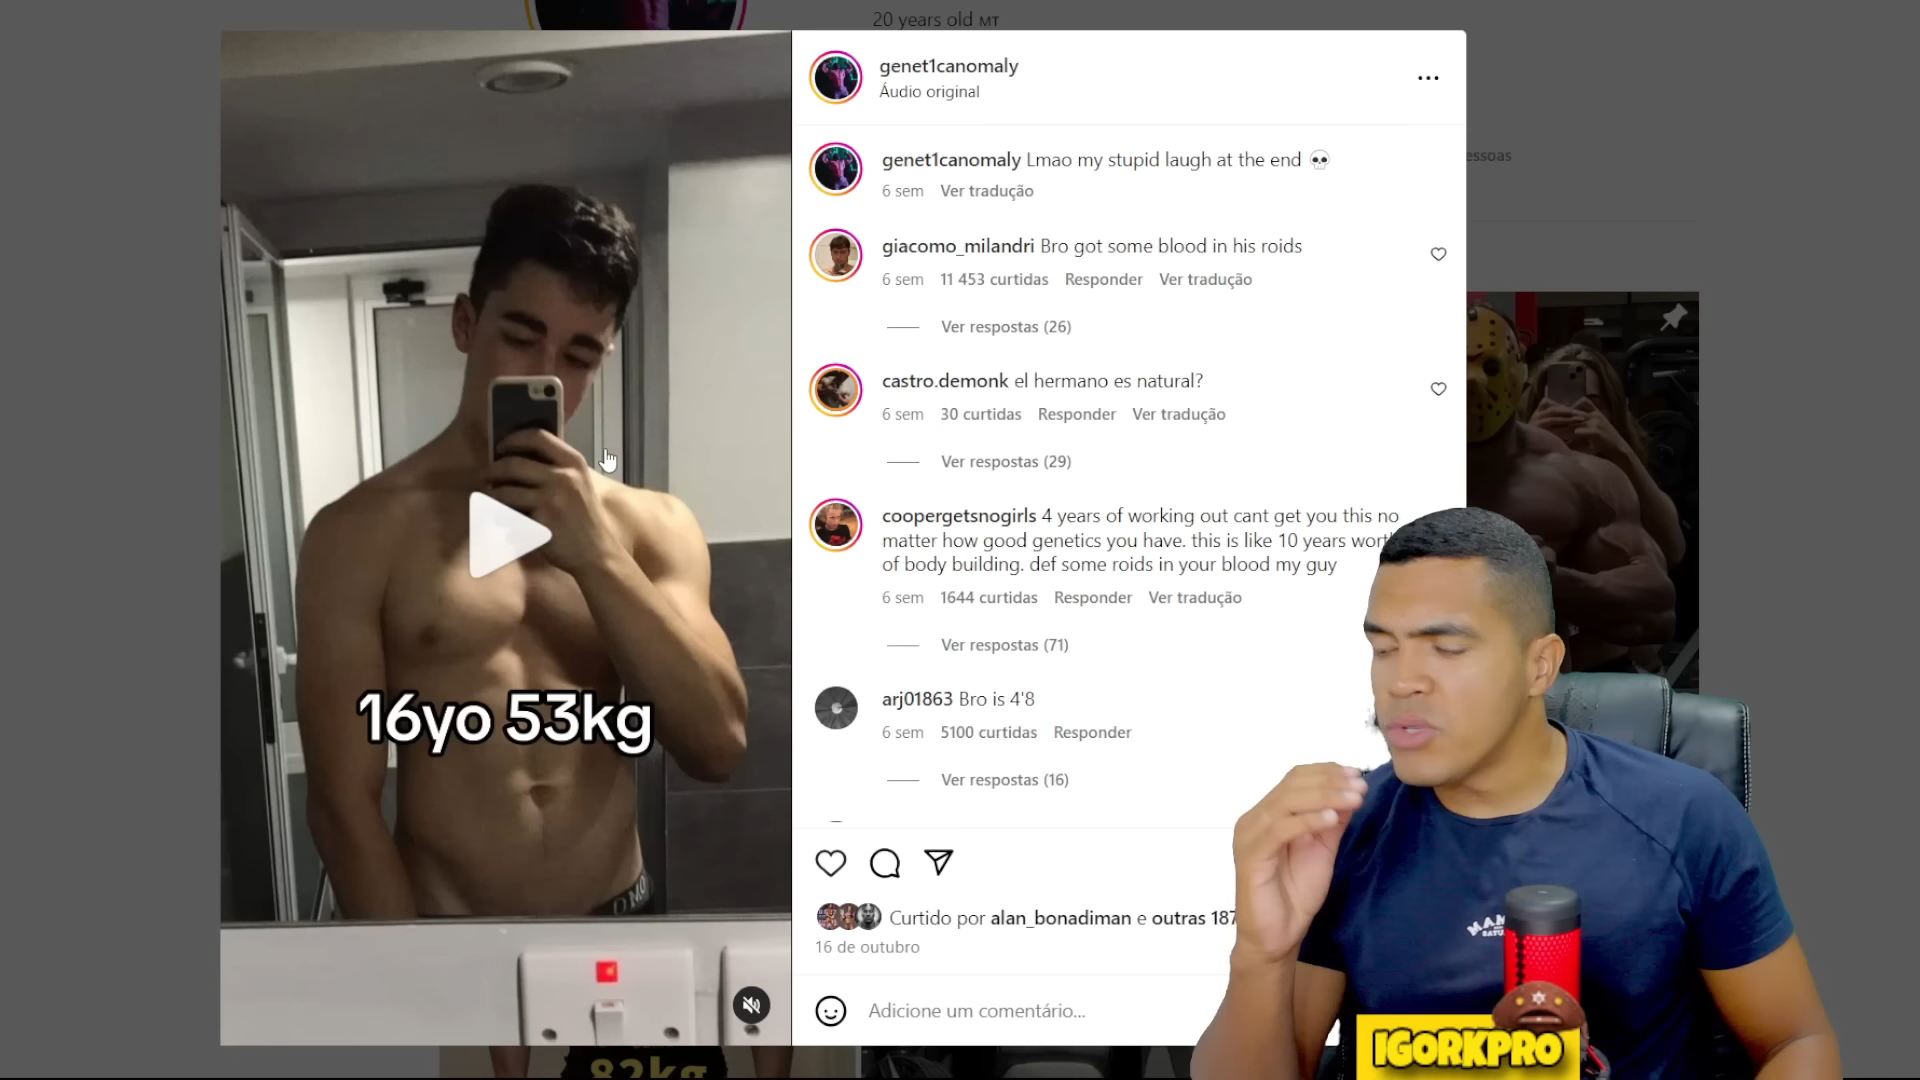 20 years old MT
genet1canomaly
Áudio original
genet1canomaly Lmao my stupid laugh at the end
6 sem Ver tradução
giacomo_milandri Bro got some blood in his roids
6 sem 11 453 curtidas Responder Ver tradução
Ver respostas (26)
castro.demonk el hermano es natural?
6 sem 30 curtidas Responder Ver tradução
Ver respostas (29)
coopergetsnogirls 4 years of working out cant get you this no
matter how good genetics you have. this is like 10 years
of body building. def some roids in your blood my guy
6 sem 1644 curtidas Responder Ver tradução
Ver respostas (71)
arj01863 Bro is 4'8
6 sem 5100 curtidas Responder
Ver respostas (16)
Curtido por alan_bonadiman e outras 187
16 de outubro
Adicione um comentário...
16yo 53kg
82kg
IGORKPRO